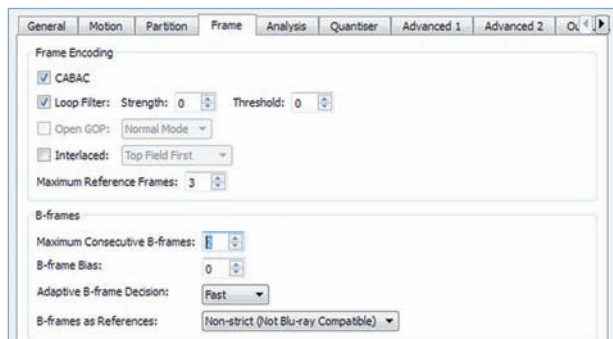 General Motion Partition Frame Analysis Quantiser Advanced 1 Advanced 2
Frame Encoding
CABAC
Loop Filter: Strength: 0 Threshold: 0
Open GOP: Normal Mode
Interlaced: Top Field First
Maximum Reference Frames: 3
B-frames
Maximum Consecutive B-frames:
B-frame Bias: 0
Adaptive B-frame Decision: Fast
B-frames as References: Non-strict (Not Blu-ray Compatible)